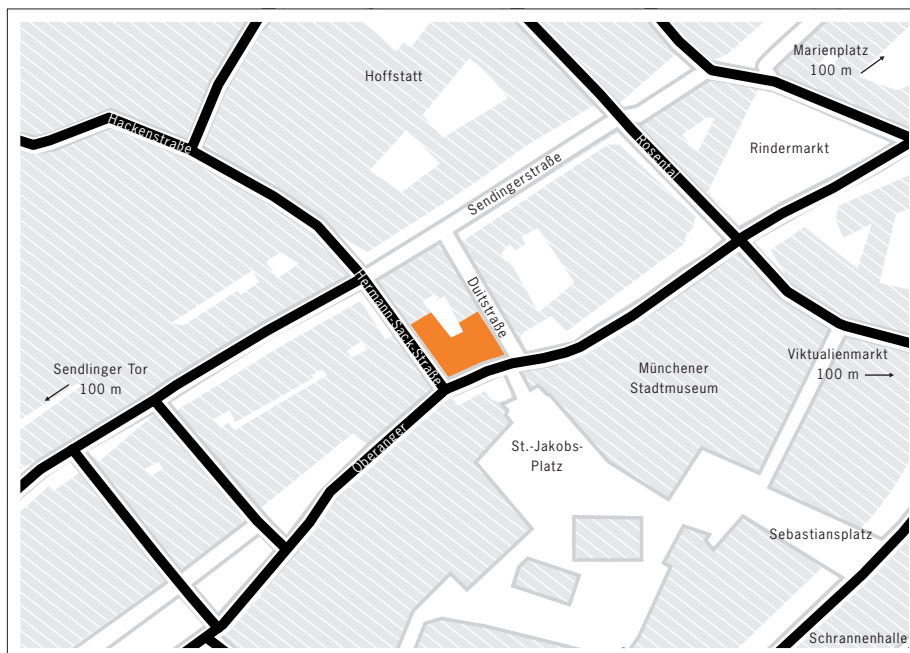 Marienplatz
100 m
Hoffstatt
Hackenstraße
Rosental
Rindermarkt
Sendingerstraße
Hermann-Sack-Straße
Duitstraße
Sendlinger Tor
100 m
Münchener
Stadtmuseum
Viktualienmarkt
100 m
Oberanger
St.-Jakobs-
Platz
Sebastiansplatz
Schrannenhalle